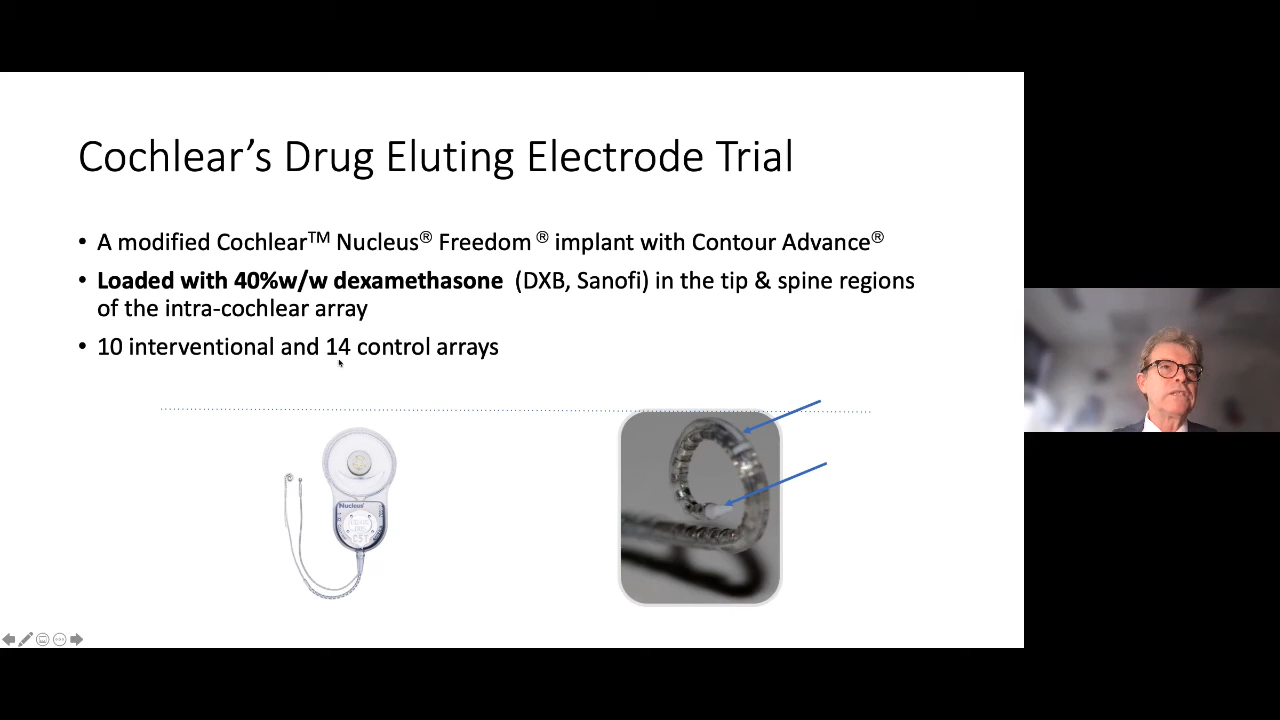 Cochlear’s Drug Eluting Electrode Trial
• A modified Cochlear™ Nucleus® Freedom ® implant with Contour Advance®
• Loaded with 40%w/w dexamethasone (DXB, Sanofi) in the tip & spine regions
of the intra-cochlear array
• 10 interventional and 14 control arrays
Nucleus